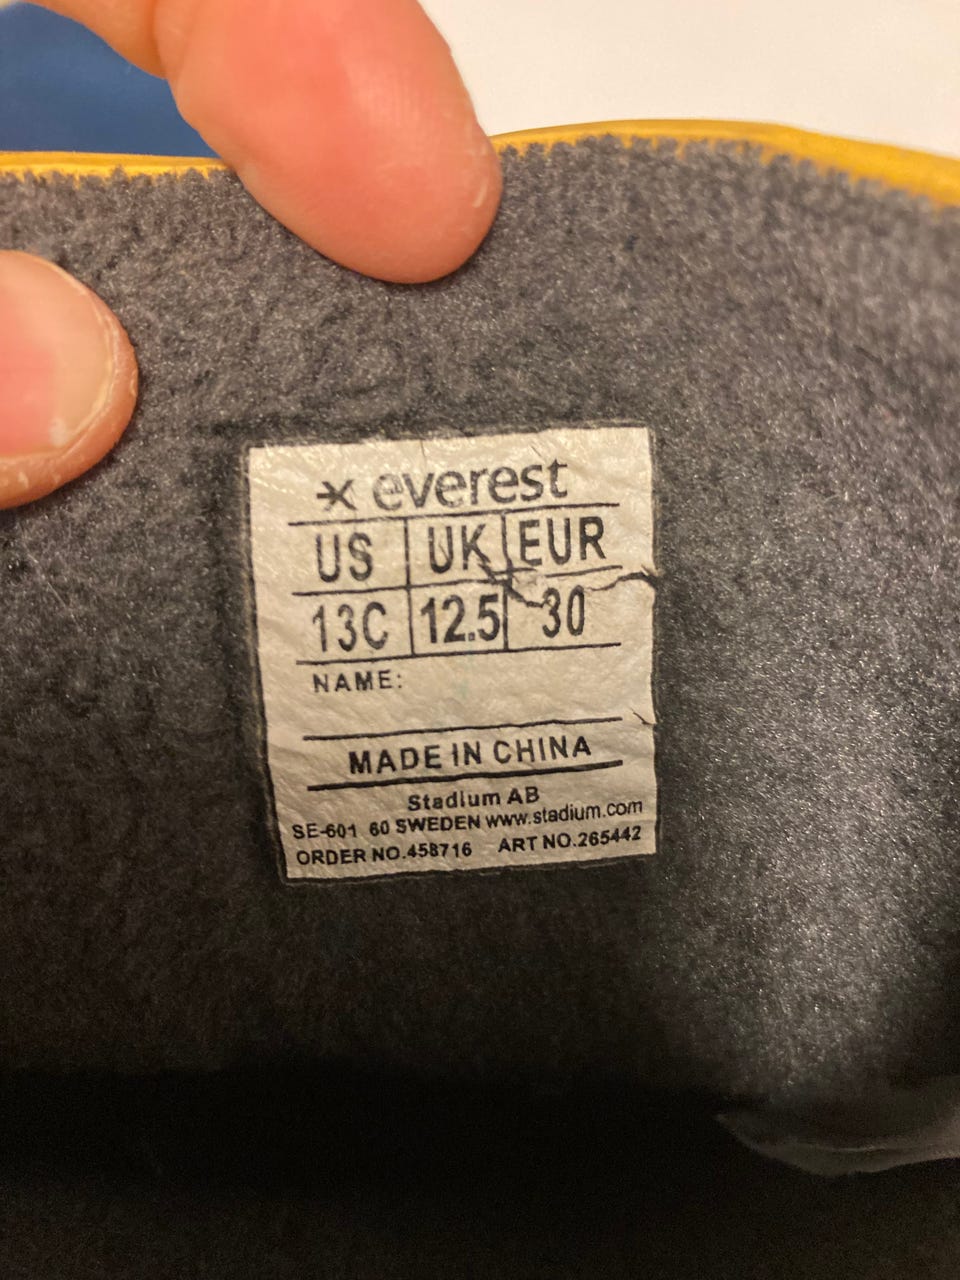 everest
US UK EUR
13C 12.5 30
NAME:
MADE IN CHINA
Stadium AB
SE-601 60 SWEDEN www.stadium.com
ORDER NO.458716 ART NO.265442